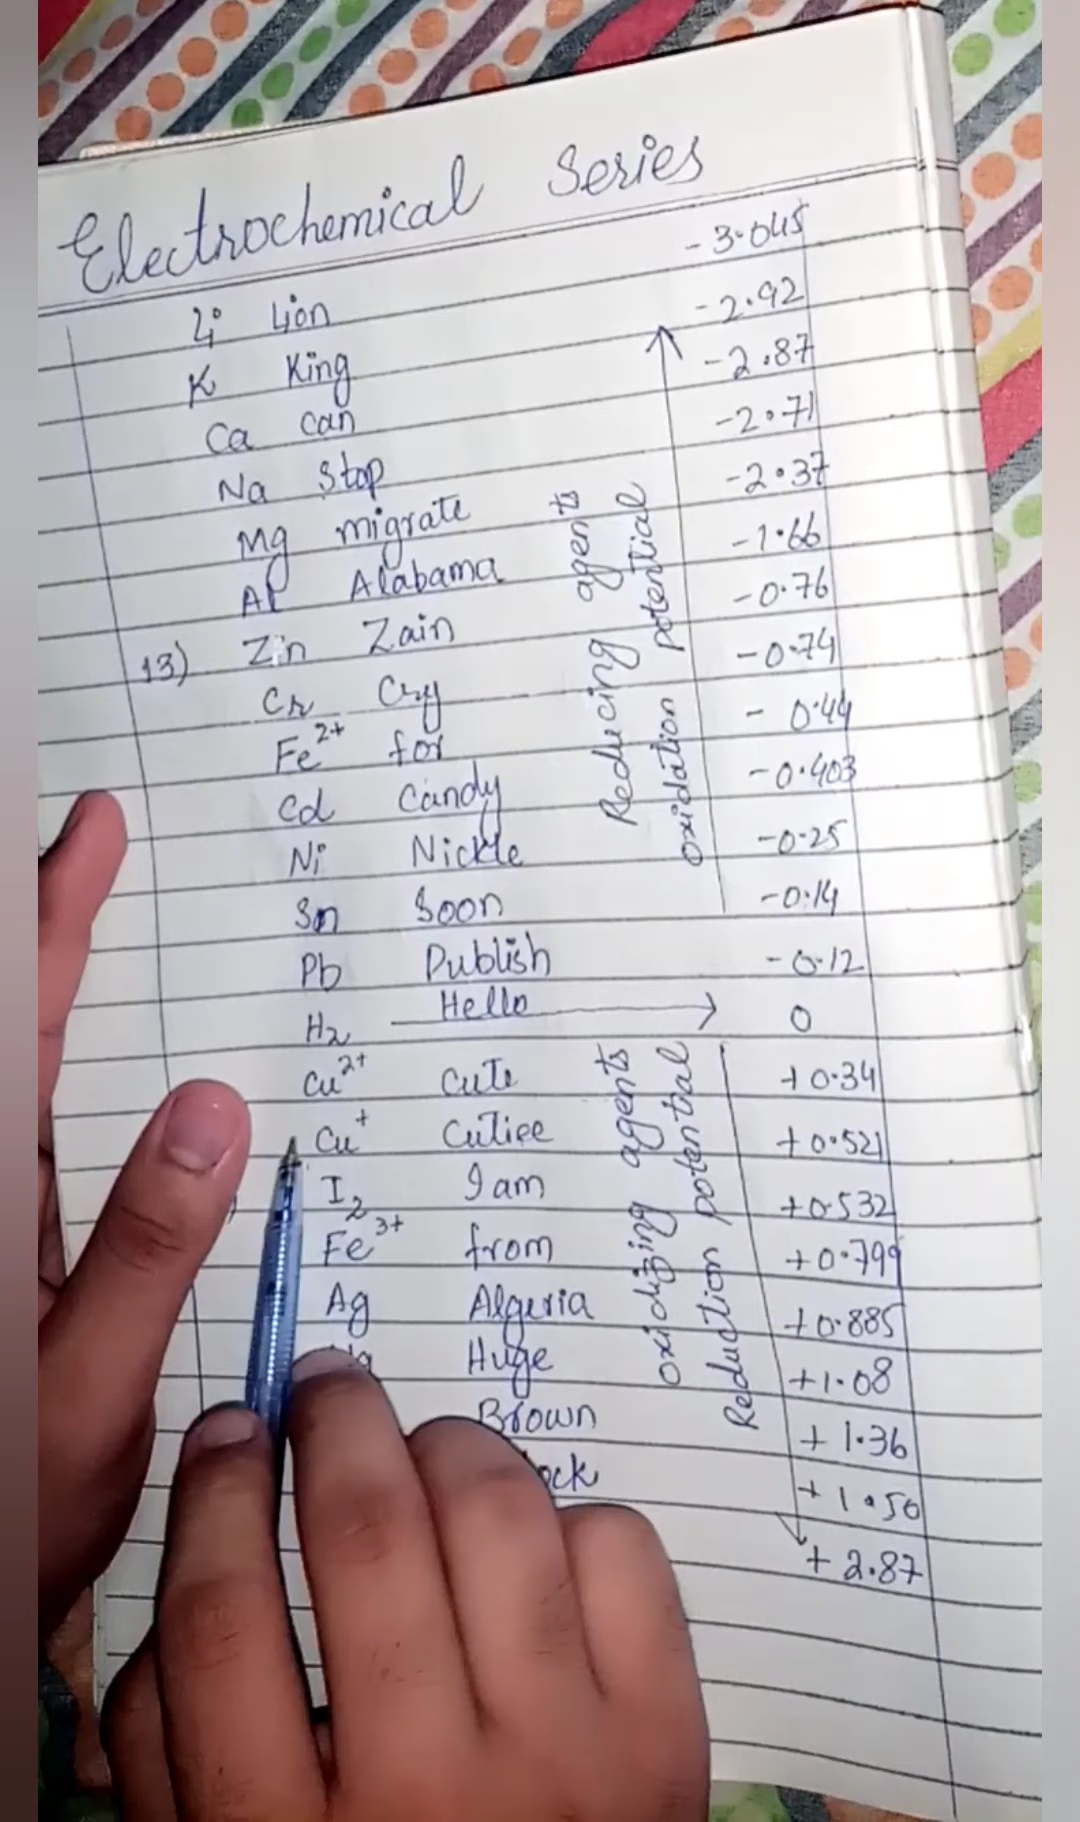 Electrochemical Series
Li Lion -3.045
K King -2.92
Ca can -2.87
Na Stop -2.71
Mg migrate -2.37
Al Alabama -1.66
13) Zin Zain -0.76
Cr Cry -0.74
Fe2+ for -0.44
Cd Candy -0.403
Ni Nickle -0.25
Sn Soon -0.14
Pb Publish -0.12
H2 Hello 0
Cu2+ Cute +0.34
Cu+ Cutiee +0.521
I2 I am +0.532
Fe3+ from +0.799
Ag Algeria +0.885
Huge +1.08
Brown +1.36
+1.50
+2.87
Reducing agents
oxidation potential
oxidizing agents
Reduction potential